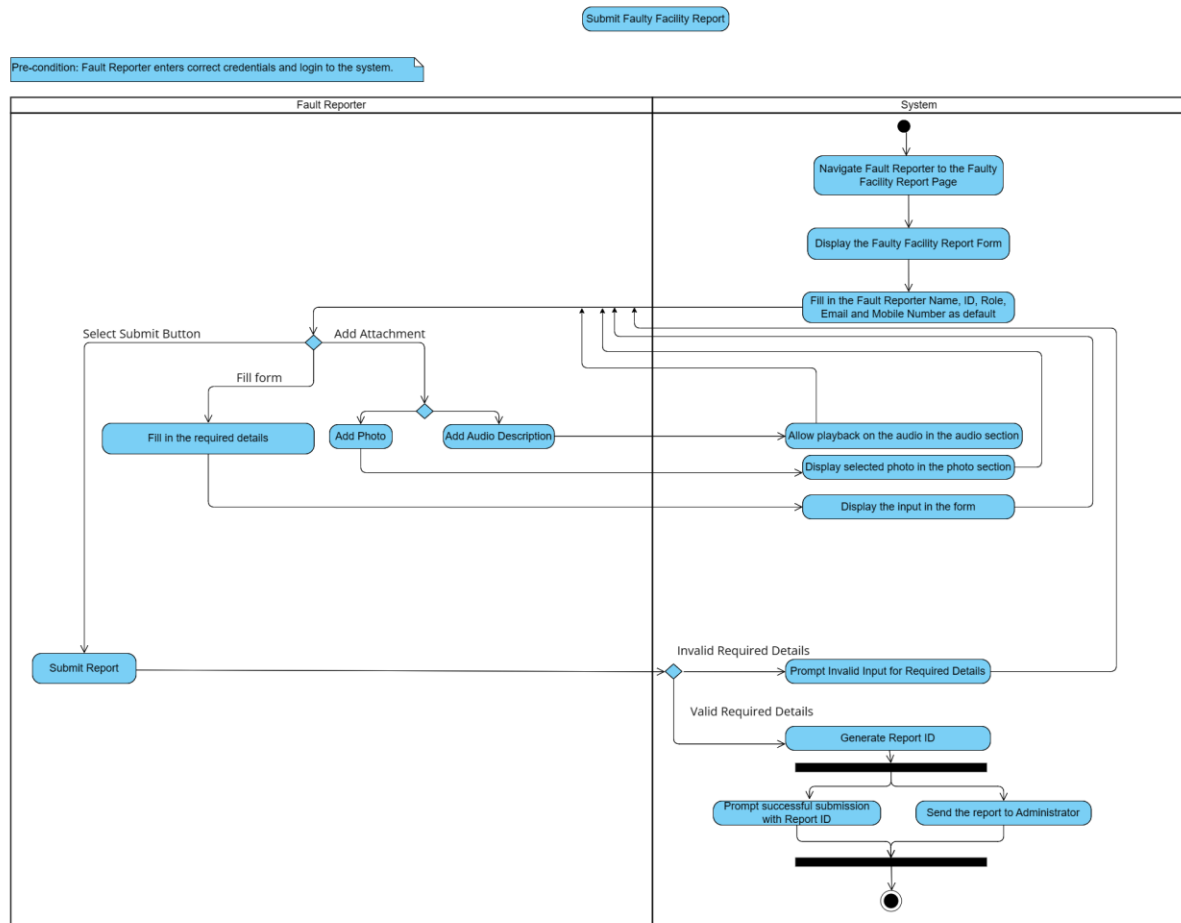 Submit Faulty Facility Report
Pre-condition: Fault Reporter enters correct credentials and login to the system.
Fault Reporter
System
Navigate Fault Reporter to the Faulty
Facility Report Page
Display the Faulty Facility Report Form
Fill in the Fault Reporter Name, ID, Role,
Email and Mobile Number as default
Select Submit Button
Add Attachment
Fill form
Fill in the required details
Add Photo
Add Audio Description
Allow playback on the audio in the audio section
Display selected photo in the photo section
Display the input in the form
Submit Report
Invalid Required Details
Prompt Invalid Input for Required Details
Valid Required Details
Generate Report ID
Prompt successful submission
with Report ID
Send the report to Administrator